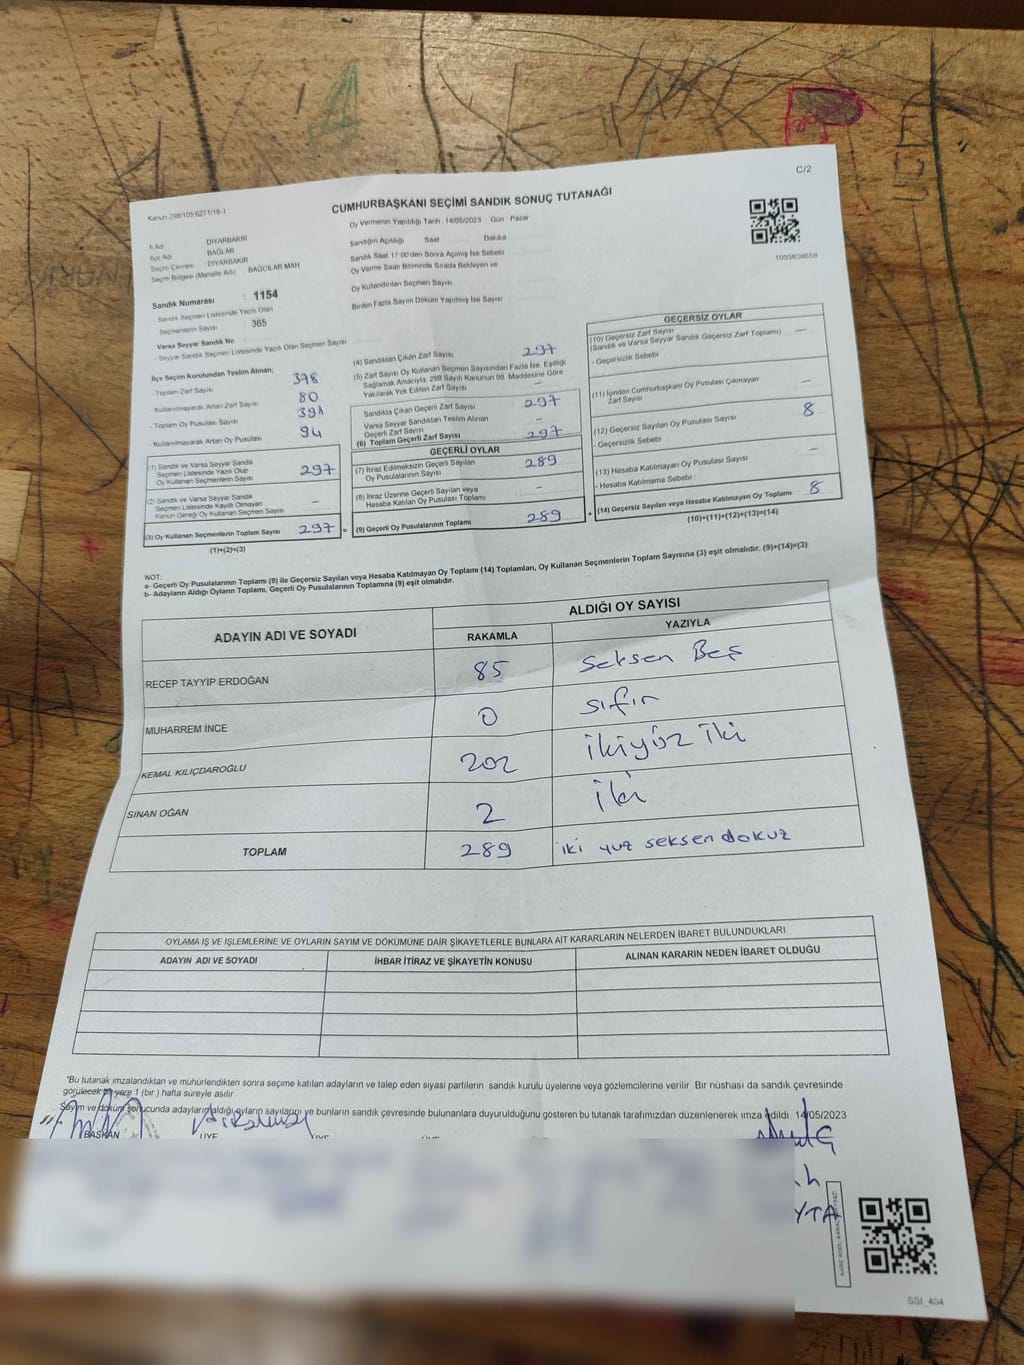 C/2
Kanun 298/105 6271/18-1
CUMHURBAŞKANI SEÇİMİ SANDIK SONUÇ TUTANAĞI
Oy Vermenin Yapıldığı Tarih : 14/05/2023 Gün : Pazar
1093838658
İl Adı : DİYARBAKIR
İlçe Adı : BAĞLAR
Seçim Çevresi : DİYARBAKIR
Seçim Bölgesi (Mahalle Adı) : BAĞCILAR MAH
Sandık Numarası : 1154
Sandık Seçmen Listesinde Yazılı Olan
Seçmenlerin Sayısı : 365
Varsa Seyyar Sandık No :
- Seyyar Sandık Seçmen Listesinde Yazılı Olan Seçmen Sayısı
Sandığın Açıldığı Saat Dakika
Sandık Saat 17:00'den Sonra Açılmış İse Sebebi
Oy Verme Saati Bitiminde Sırada Bekleyen ve
Oy Kullandırılan Seçmen Sayısı
Birden Fazla Sayım Döküm Yapılmış İse Sayısı
İlçe Seçim Kurulundan Teslim Alınan;
- Toplam Zarf Sayısı 378
- Kullanılmayarak Artan Zarf Sayısı 80
- Toplam Oy Pusulası Sayısı 391
- Kullanılmayarak Artan Oy Pusulası 94
(1) Sandık ve Varsa Seyyar Sandık
Seçmen Listesinde Yazılı Olup
Oy Kullanan Seçmenlerin Sayısı 297
(2) Sandık ve Varsa Seyyar Sandık
Seçmen Listesinde Kayıtlı Olmayan
Kanun Gereği Oy Kullanan Seçmen Sayısı -
(3) Oy Kullanan Seçmenlerin Toplam Sayısı 297 =
(1)+(2)=(3)
(4) Sandıktan Çıkan Zarf Sayısı 297
(5) Zarf Sayısı Oy Kullanan Seçmen Sayısından Fazla İse, Eşitliği
Sağlamak Amacıyla, 298 Sayılı Kanunun 98. Maddesine Göre
Yakılarak Yok Edilen Zarf Sayısı -
Sandıkta Çıkan Geçerli Zarf Sayısı 297
Varsa Seyyar Sandıktan Teslim Alınan
Geçerli Zarf Sayısı -
(6) Toplam Geçerli Zarf Sayısı 297
GEÇERLİ OYLAR
(7) İtiraz Edilmeksizin Geçerli Sayılan
Oy Pusulalarının Sayısı 289
(8) İtiraz Üzerine Geçerli Sayılan veya
Hesaba Katılan Oy Pusulası Toplamı -
(9) Geçerli Oy Pusulalarının Toplamı 289 +
GEÇERSİZ OYLAR
(10) Geçersiz Zarf Sayısı -
(Sandık ve Varsa Seyyar Sandık Geçersiz Zarf Toplamı)
- Geçersizlik Sebebi
(11) İçinden Cumhurbaşkanı Oy Pusulası Çıkmayan
Zarf Sayısı -
(12) Geçersiz Sayılan Oy Pusulası Sayısı 8
- Geçersizlik Sebebi
(13) Hesaba Katılmayan Oy Pusulası Sayısı -
- Hesaba Katılmama Sebebi
(14) Geçersiz Sayılan veya Hesaba Katılmayan Oy Toplamı 8
(10)+(11)+(12)+(13)=(14)
NOT:
a- Geçerli Oy Pusulalarının Toplamı (9) ile Geçersiz Sayılan veya Hesaba Katılmayan Oy Toplamı (14) Toplamları, Oy Kullanan Seçmenlerin Toplam Sayısına (3) eşit olmalıdır. (9)+(14)=(3)
b- Adayların Aldığı Oyların Toplamı, Geçerli Oy Pusulalarının Toplamına (9) eşit olmalıdır.
ADAYIN ADI VE SOYADI
ALDIĞI OY SAYISI
RAKAMLA YAZIYLA
RECEP TAYYİP ERDOĞAN 85 Seksen Beş
MUHARREM İNCE 0 sıfır
KEMAL KILIÇDAROĞLU 202 ikiyüz iki
SİNAN OĞAN 2 iki
TOPLAM 289 iki yuz seksen dokuz
OYLAMA İŞ VE İŞLEMLERİNE VE OYLARIN SAYIM VE DÖKÜMÜNE DAİR ŞİKAYETLERLE BUNLARA AİT KARARLARIN NELERDEN İBARET BULUNDUKLARI
ADAYIN ADI VE SOYADI İHBAR İTİRAZ VE ŞİKAYETİN KONUSU ALINAN KARARIN NEDEN İBARET OLDUĞU
"Bu tutanak imzalandıktan ve mühürlendikten sonra seçime katılan adayların ve talep eden siyasi partilerin sandık kurulu üyelerine veya gözlemcilerine verilir. Bir nüshası da sandık çevresinde
görülecek bir yere 1 (bir) hafta süreyle asılır.
Sayım ve döküm sonucunda adayların aldığı oyların sayılarını ve bunların sandık çevresinde bulunanlara duyurulduğunu gösteren bu tutanak tarafımızdan düzenlenerek imza edildi. 14/05/2023
BAŞKAN ÜYE ÜYE
SSI_404